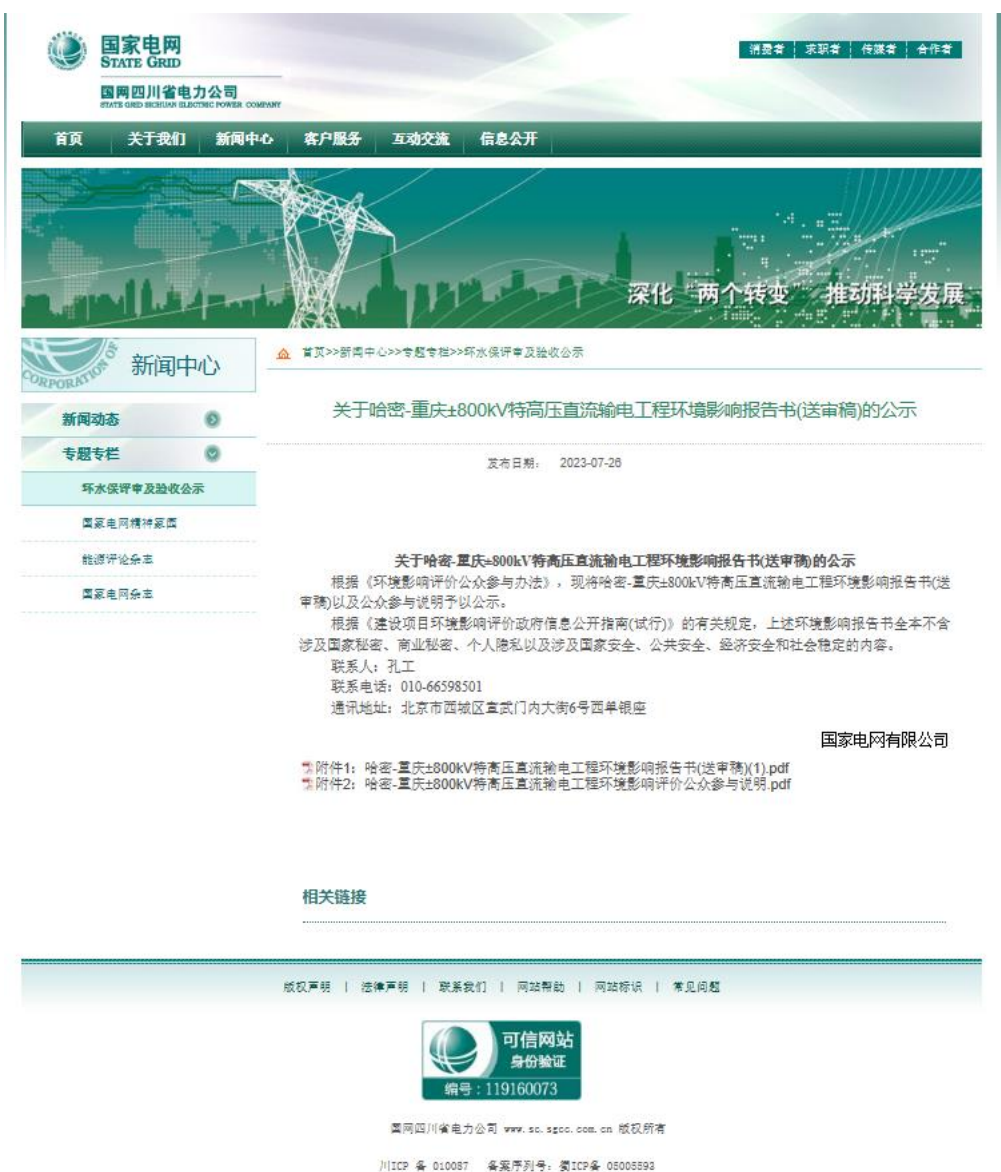 国家电网
STATE GRID
国网四川省电力公司
STATE GRID SICHUAN ELECTRIC POWER COMPANY
消费者 求职者 传媒者 合作者
首页 关于我们 新闻中心 客户服务 互动交流 信息公开
深化“两个转变” 推动科学发展
CORPORATION OF
新闻中心
首页>>新闻中心>>专题专栏>>环水保评审及验收公示
新闻动态
专题专栏
环水保评审及验收公示
国家电网精神家园
能源评论杂志
国家电网杂志
关于哈密-重庆±800kV特高压直流输电工程环境影响报告书(送审稿)的公示
发布日期： 2023-07-26
关于哈密-重庆±800kV特高压直流输电工程环境影响报告书(送审稿)的公示
根据《环境影响评价公众参与办法》，现将哈密-重庆±800kV特高压直流输电工程环境影响报告书(送
审稿)以及公众参与说明予以公示。
根据《建设项目环境影响评价政府信息公开指南(试行)》的有关规定，上述环境影响报告书全本不含
涉及国家秘密、商业秘密、个人隐私以及涉及国家安全、公共安全、经济安全和社会稳定的内容。
联系人：孔工
联系电话：010-66598501
通讯地址：北京市西城区宣武门内大街6号西单银座
国家电网有限公司
附件1：哈密-重庆±800kV特高压直流输电工程环境影响报告书(送审稿)(1).pdf
附件2：哈密-重庆±800kV特高压直流输电工程环境影响评价公众参与说明.pdf
相关链接
版权声明 | 法律声明 | 联系我们 | 网站帮助 | 网站标识 | 常见问题
可信网站
身份验证
编号：119160073
国网四川省电力公司 www.sc.sgcc.com.cn 版权所有
川ICP 备 010087 备案序列号：蜀ICP备 05005593